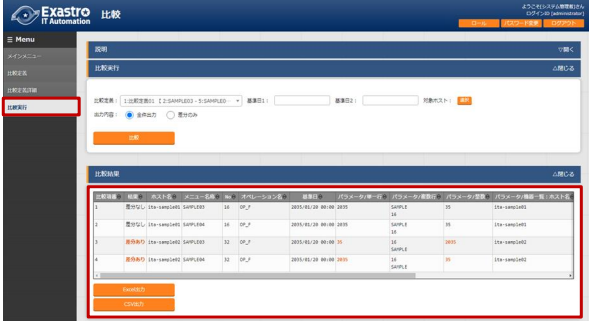 Exastro
IT Automation
比較
ようこそ[システム管理者]さん
ログインID [administrator]
ロール パスワード変更 ログアウト
≡ Menu
メインメニュー
比較定義
比較定義詳細
比較実行
説明 ▽開く
比較実行 △閉じる
比較定義: 1:比較定義01 【 2:SAMPLE03 - 5:SAMPLE0 基準日1: 基準日2: 対象ホスト: 選択
出力内容: 全件出力 差分のみ
比較
比較結果 △閉じる
比較項番 結果 ホスト名 メニュー名称 No オペレーション名 基準日 パラメータ/単一行 パラメータ/複数行 パラメータ/整数 パラメータ/機器一覧:ホスト名
1 差分なし ita-sample01 SAMPLE03 16 OP_F 2035/01/20 00:00 2035 SAMPLE 35 ita-sample01
16
2 差分なし ita-sample01 SAMPLE04 16 OP_F 2035/01/20 00:00 2035 SAMPLE 35 ita-sample01
16
3 差分あり ita-sample02 SAMPLE03 32 OP_F 2035/01/20 00:00 35 16 2035 ita-sample02
SAMPLE
4 差分あり ita-sample02 SAMPLE04 32 OP_F 2035/01/20 00:00 2035 16 35 ita-sample02
SAMPLE
Excel出力
CSV出力